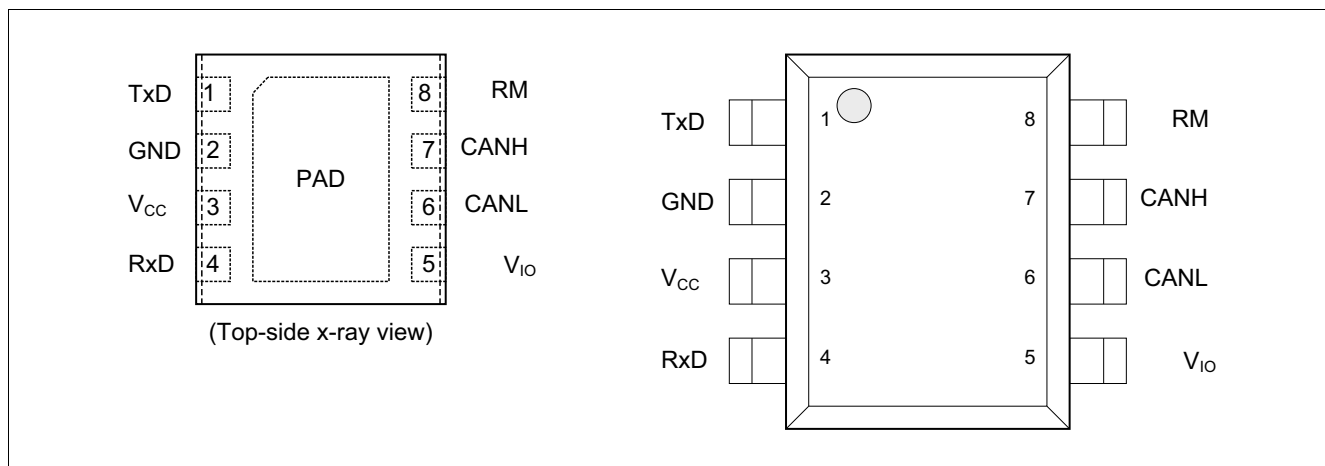 TxD 1 8 RM
GND 2 7 CANH
PAD
VCC 3 6 CANL
RxD 4 5 VIO
(Top-side x-ray view)
TxD 1 8 RM
GND 2 7 CANH
VCC 3 6 CANL
RxD 4 5 VIO